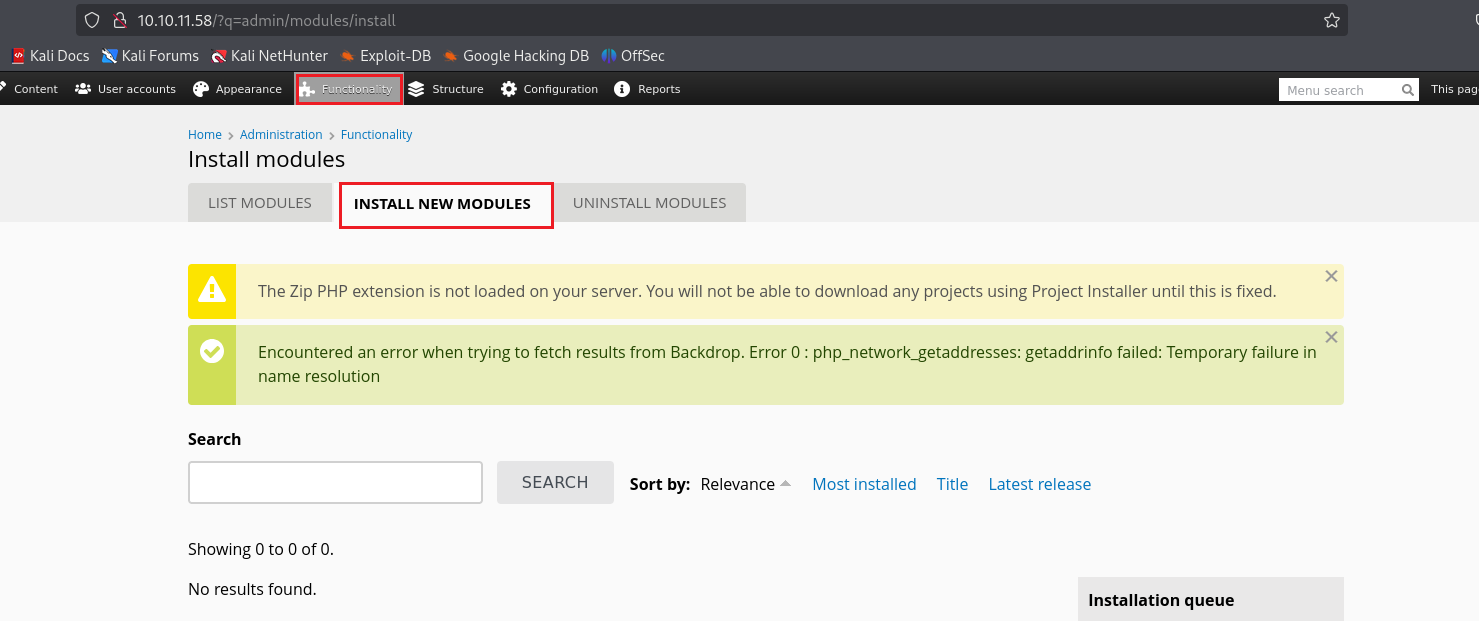 10.10.11.58/?q=admin/modules/install
Kali Docs Kali Forums Kali NetHunter Exploit-DB Google Hacking DB OffSec
Content User accounts Appearance Functionality Structure Configuration Reports Menu search This pag
Home › Administration › Functionality
Install modules
LIST MODULES INSTALL NEW MODULES UNINSTALL MODULES
The Zip PHP extension is not loaded on your server. You will not be able to download any projects using Project Installer until this is fixed.
Encountered an error when trying to fetch results from Backdrop. Error 0 : php_network_getaddresses: getaddrinfo failed: Temporary failure in
name resolution
Search
SEARCH Sort by: Relevance Most installed Title Latest release
Showing 0 to 0 of 0.
No results found.
Installation queue